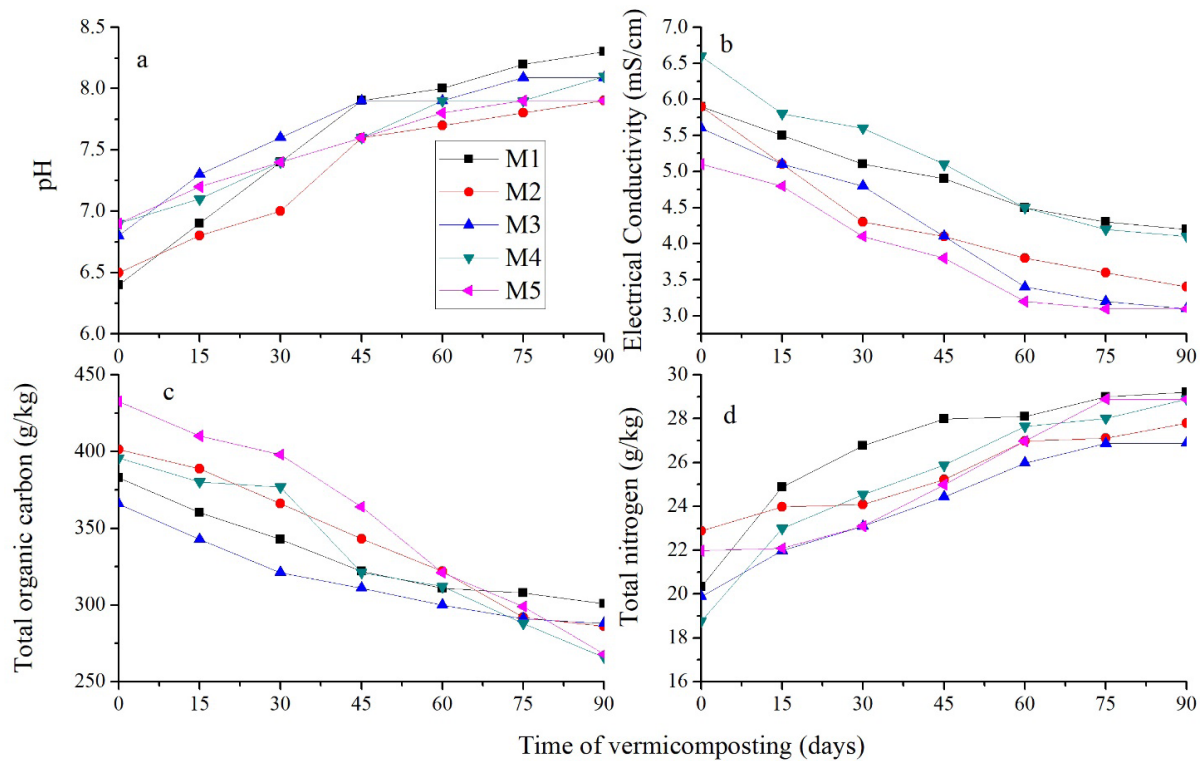 a
pH
8.5
8.0
7.5
7.0
6.5
6.0
0 15 30 45 60 75 90
M1
M2
M3
M4
M5
b
Electrical Conductivity (mS/cm)
6.5
6.0
5.5
5.0
4.5
4.0
3.5
3.0
0 15 30 45 60 75 90
c
Total organic carbon (g/kg)
450
400
350
300
250
0 15 30 45 60 75 90
d
Total nitrogen (g/kg)
30
28
26
24
22
20
18
16
0 15 30 45 60 75 90
Time of vermicomposting (days)